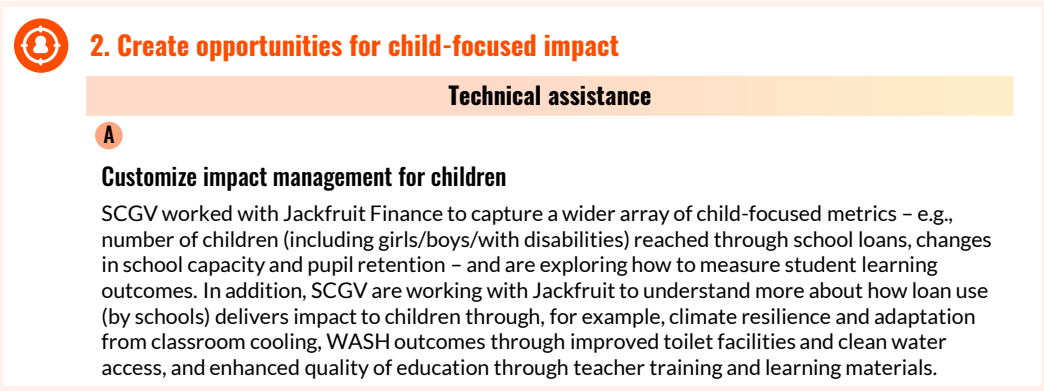 2. Create opportunities for child-focused impact
Technical assistance
A
Customize impact management for children
SCGV worked with Jackfruit Finance to capture a wider array of child-focused metrics – e.g.,
number of children (including girls/boys/with disabilities) reached through school loans, changes
in school capacity and pupil retention – and are exploring how to measure student learning
outcomes. In addition, SCGV are working with Jackfruit to understand more about how loan use
(by schools) delivers impact to children through, for example, climate resilience and adaptation
from classroom cooling, WASH outcomes through improved toilet facilities and clean water
access, and enhanced quality of education through teacher training and learning materials.